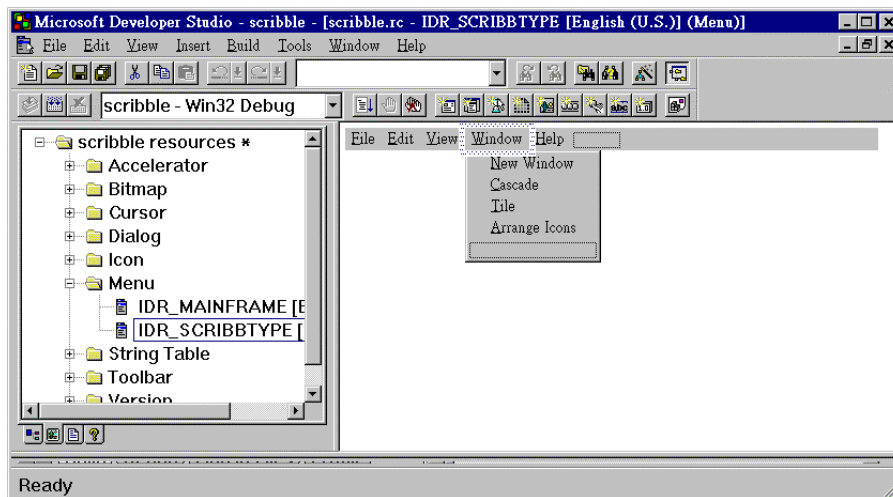 Microsoft Developer Studio - scribble - [scribble.rc - IDR_SCRIBBTYPE [English (U.S.)] (Menu)]
File Edit View Insert Build Tools Window Help
scribble - Win32 Debug
scribble resources *
Accelerator
Bitmap
Cursor
Dialog
Icon
Menu
IDR_MAINFRAME [E
IDR_SCRIBBTYPE [
String Table
Toolbar
Version
File Edit View Window Help
New Window
Cascade
Tile
Arrange Icons
Ready